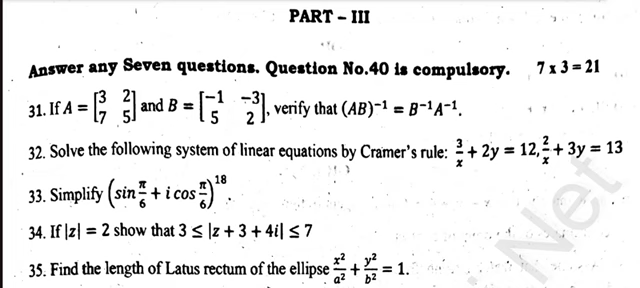 PART – III
Answer any Seven questions. Question No.40 is compulsory. 7 x 3 = 21
31. If A = [3 2; 7 5] and B = [−1 −3; 5 2], verify that (AB)⁻¹ = B⁻¹A⁻¹.
32. Solve the following system of linear equations by Cramer's rule: 3/x + 2y = 12, 2/x + 3y = 13
33. Simplify (sin π/6 + i cos π/6)¹⁸.
34. If |z| = 2 show that 3 ≤ |z + 3 + 4i| ≤ 7
35. Find the length of Latus rectum of the ellipse x²/a² + y²/b² = 1.
Net